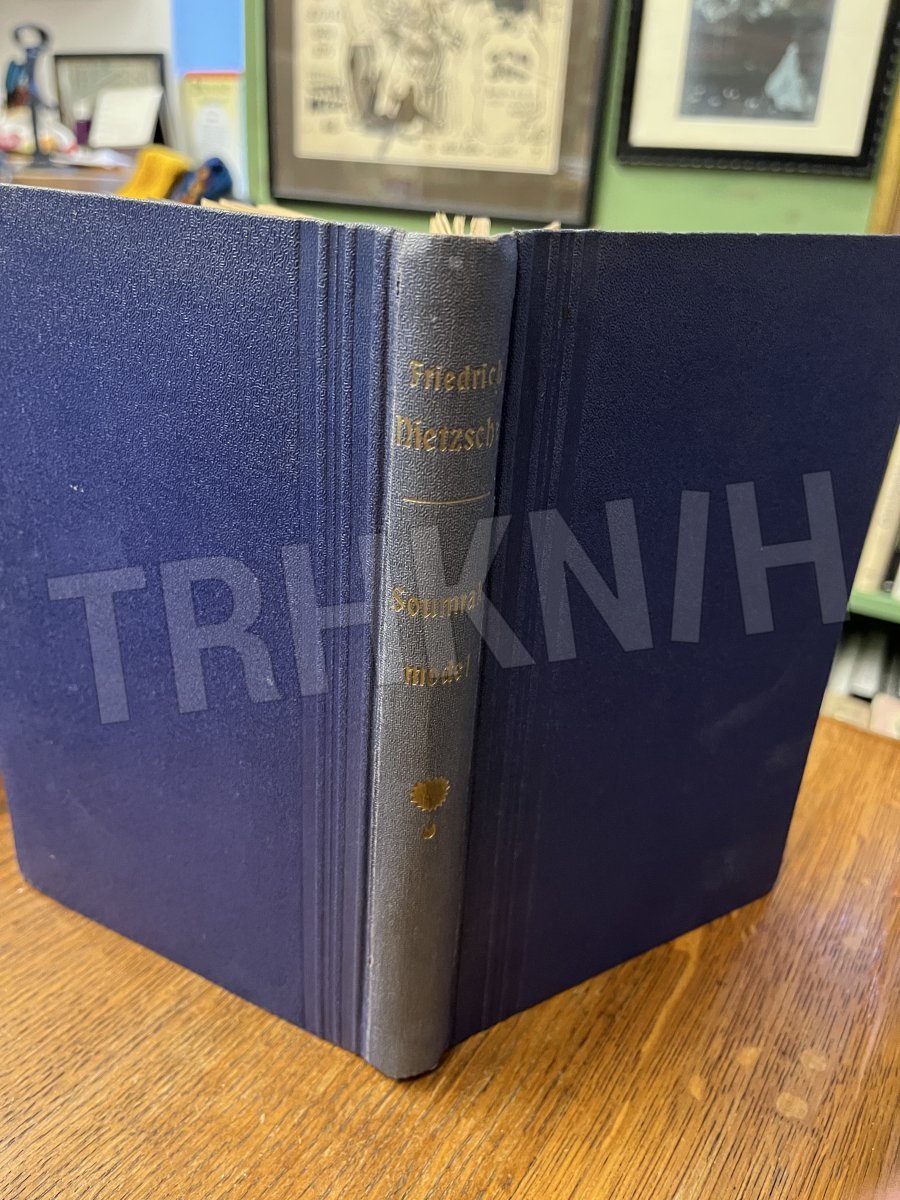 Friedrich
Nietzsche
Soumrak
model
TRHKNIH